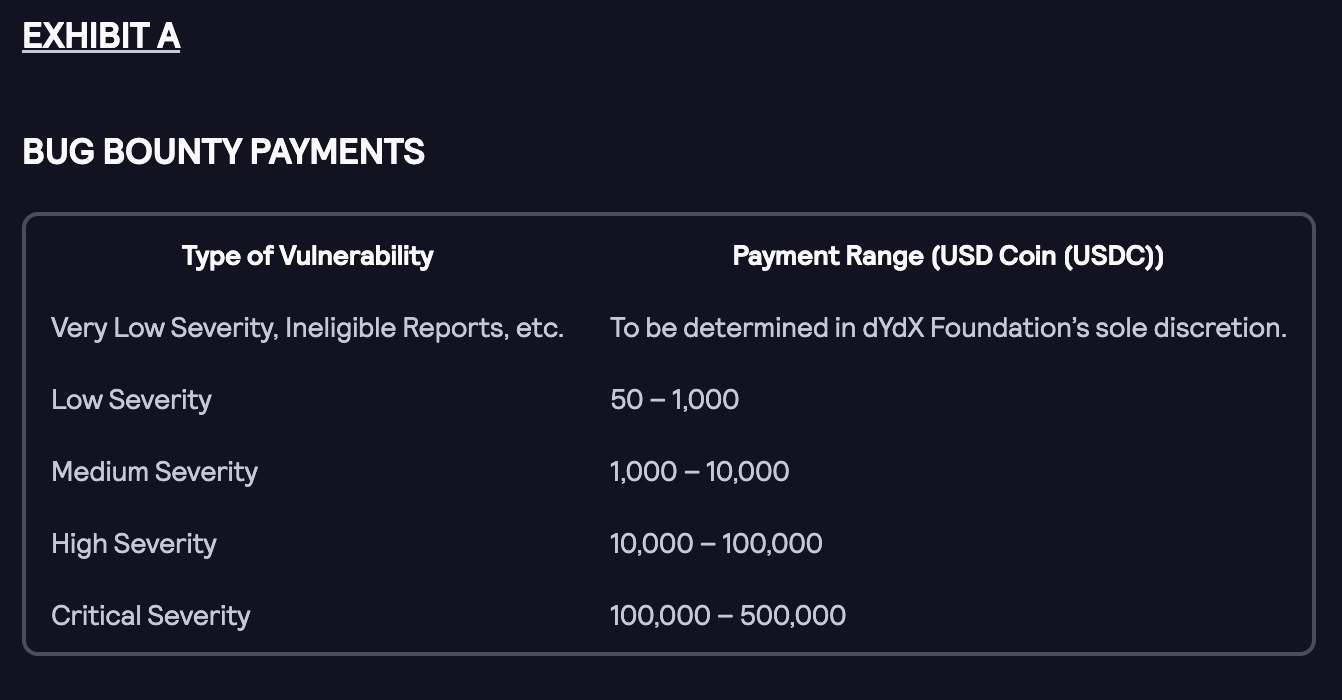 EXHIBIT A
BUG BOUNTY PAYMENTS
Type of Vulnerability Payment Range (USD Coin (USDC))
Very Low Severity, Ineligible Reports, etc. To be determined in dYdX Foundation’s sole discretion.
Low Severity 50 – 1,000
Medium Severity 1,000 – 10,000
High Severity 10,000 – 100,000
Critical Severity 100,000 – 500,000